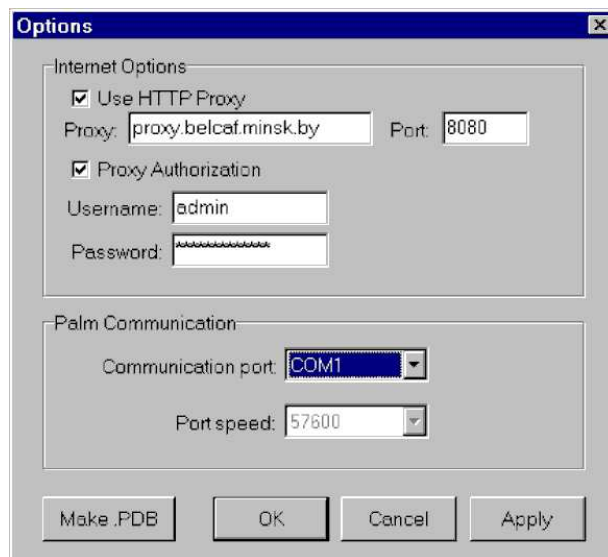 Options
Internet Options
Use HTTP Proxy
Proxy: proxy.belcaf.minsk.by Port: 8080
Proxy Authorization
Username: admin
Password: *************
Palm Communication
Communication port: COM1
Port speed: 57600
Make .PDB OK Cancel Apply